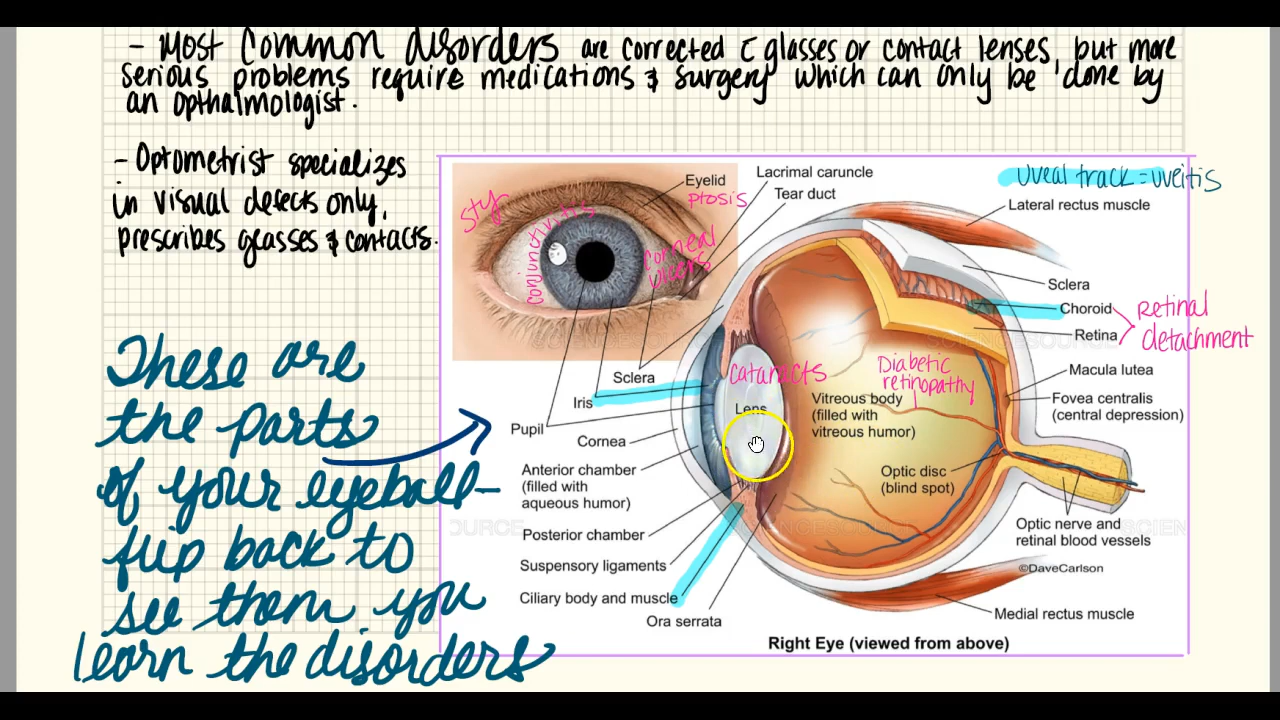 - Most Common disorders are corrected c̄ glasses or contact lenses, but more
serious problems require medications & surgery which can only be done by
an opthalmologist.
- Optometrist specializes
in visual defects only,
prescribes glasses & contacts.
These are
the parts
of your eyeball-
flip back to
see them you
learn the disorders
Sty
conjunctivitis
Corneal
ulcers
Eyelid
ptosis
Lacrimal caruncle
Tear duct
Uveal track = uveitis
Lateral rectus muscle
Sclera
Choroid
Retina
Retinal
detachment
Macula lutea
Fovea centralis
(central depression)
Sclera
Iris
Pupil
Cornea
Anterior chamber
(filled with
aqueous humor)
Posterior chamber
Suspensory ligaments
Ciliary body and muscle
Ora serrata
Cataracts
Lens
Diabetic
retinopathy
Vitreous body
(filled with
vitreous humor)
Optic disc
(blind spot)
Optic nerve and
retinal blood vessels
©DaveCarlson
Medial rectus muscle
Right Eye (viewed from above)